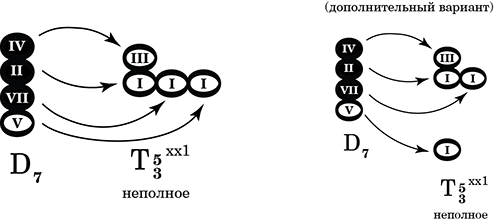 (дополнительный вариант)
IV
II
VII
V
III
I I I
D7
T5/3 xx1
неполное
IV
II
VII
V
III
I I
I
D7
T5/3 xx1
неполное